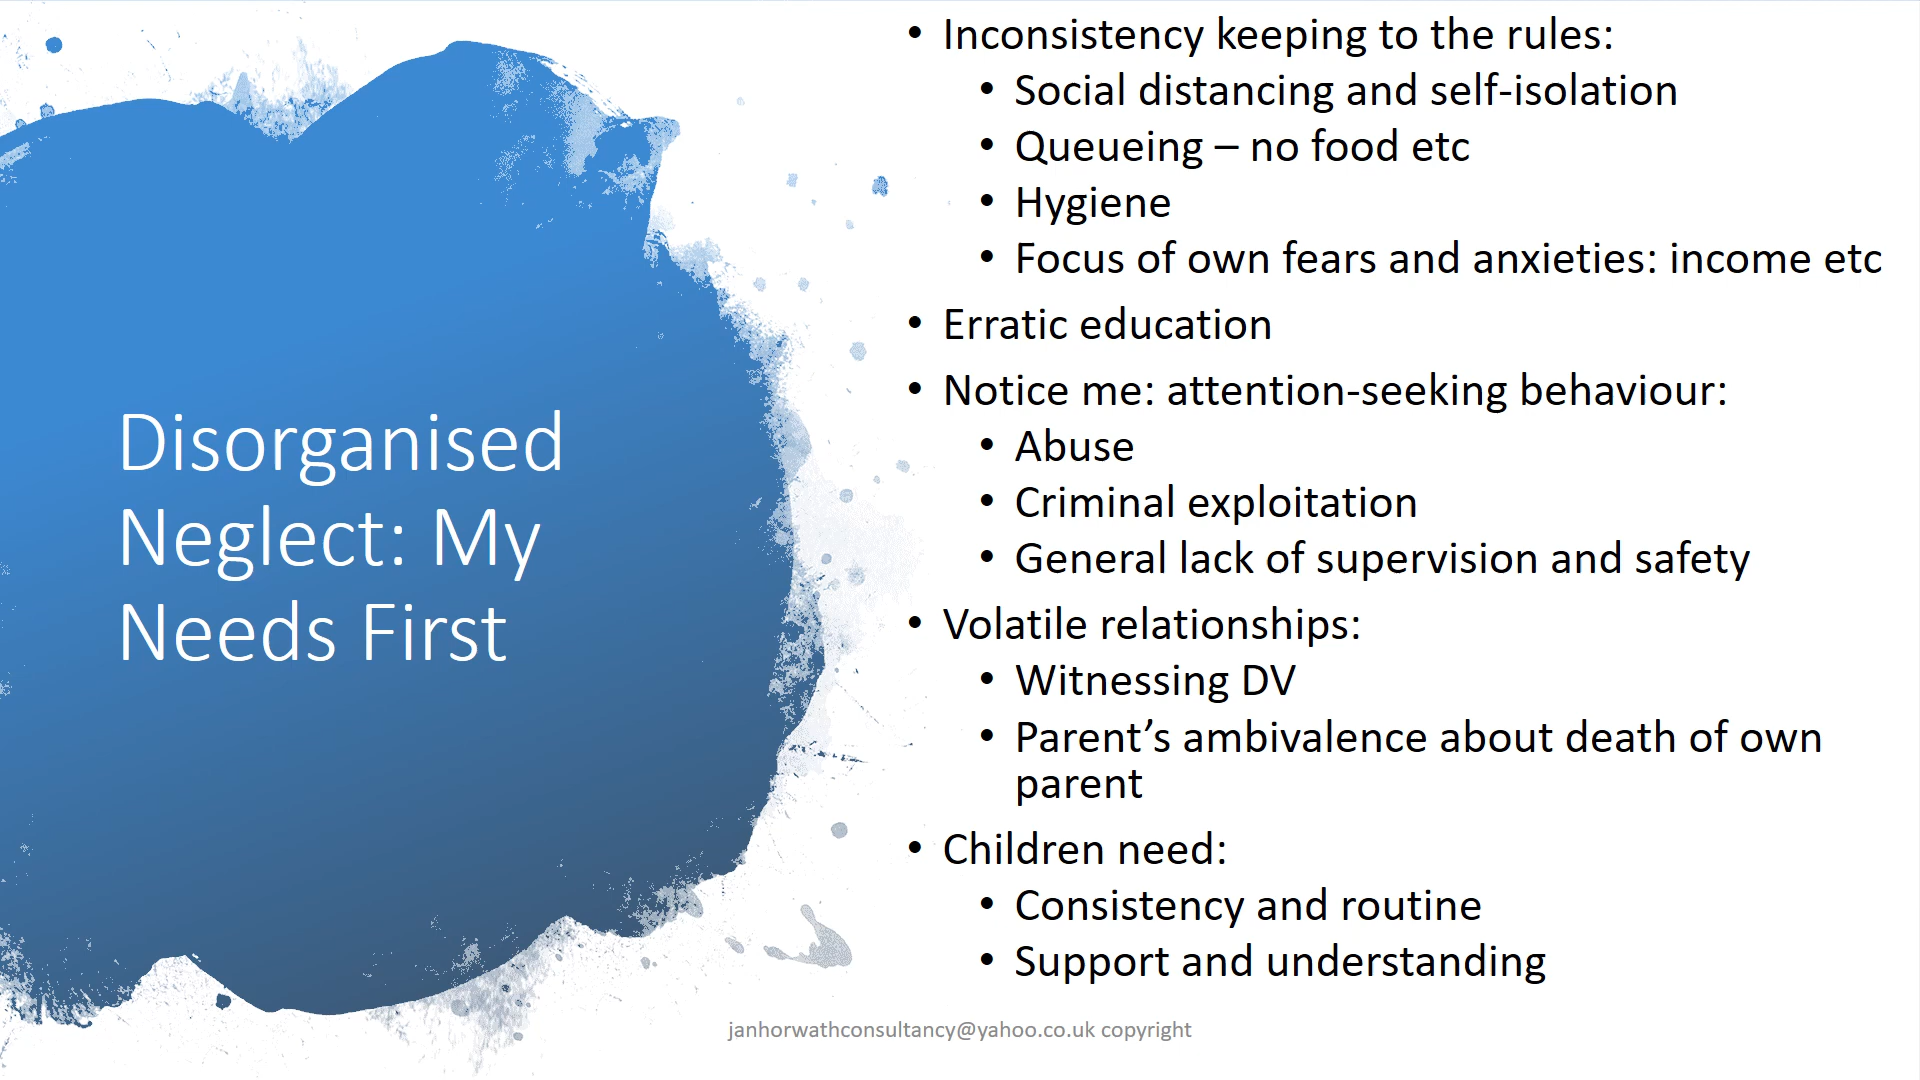 Disorganised
Neglect: My
Needs First
• Inconsistency keeping to the rules:
• Social distancing and self-isolation
• Queueing – no food etc
• Hygiene
• Focus of own fears and anxieties: income etc
• Erratic education
• Notice me: attention-seeking behaviour:
• Abuse
• Criminal exploitation
• General lack of supervision and safety
• Volatile relationships:
• Witnessing DV
• Parent’s ambivalence about death of own
parent
• Children need:
• Consistency and routine
• Support and understanding
janhorwathconsultancy@yahoo.co.uk copyright